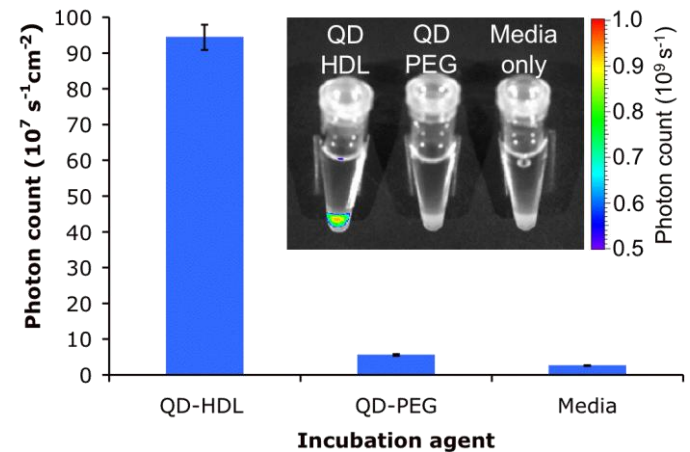 100
90
80
70
60
50
40
30
20
10
0
Photon count (10⁷ s⁻¹cm⁻²)
QD
HDL
QD
PEG
Media
only
1.0
0.9
0.8
0.7
0.6
0.5
Photon count (10⁹ s⁻¹)
QD-HDL
QD-PEG
Media
Incubation agent